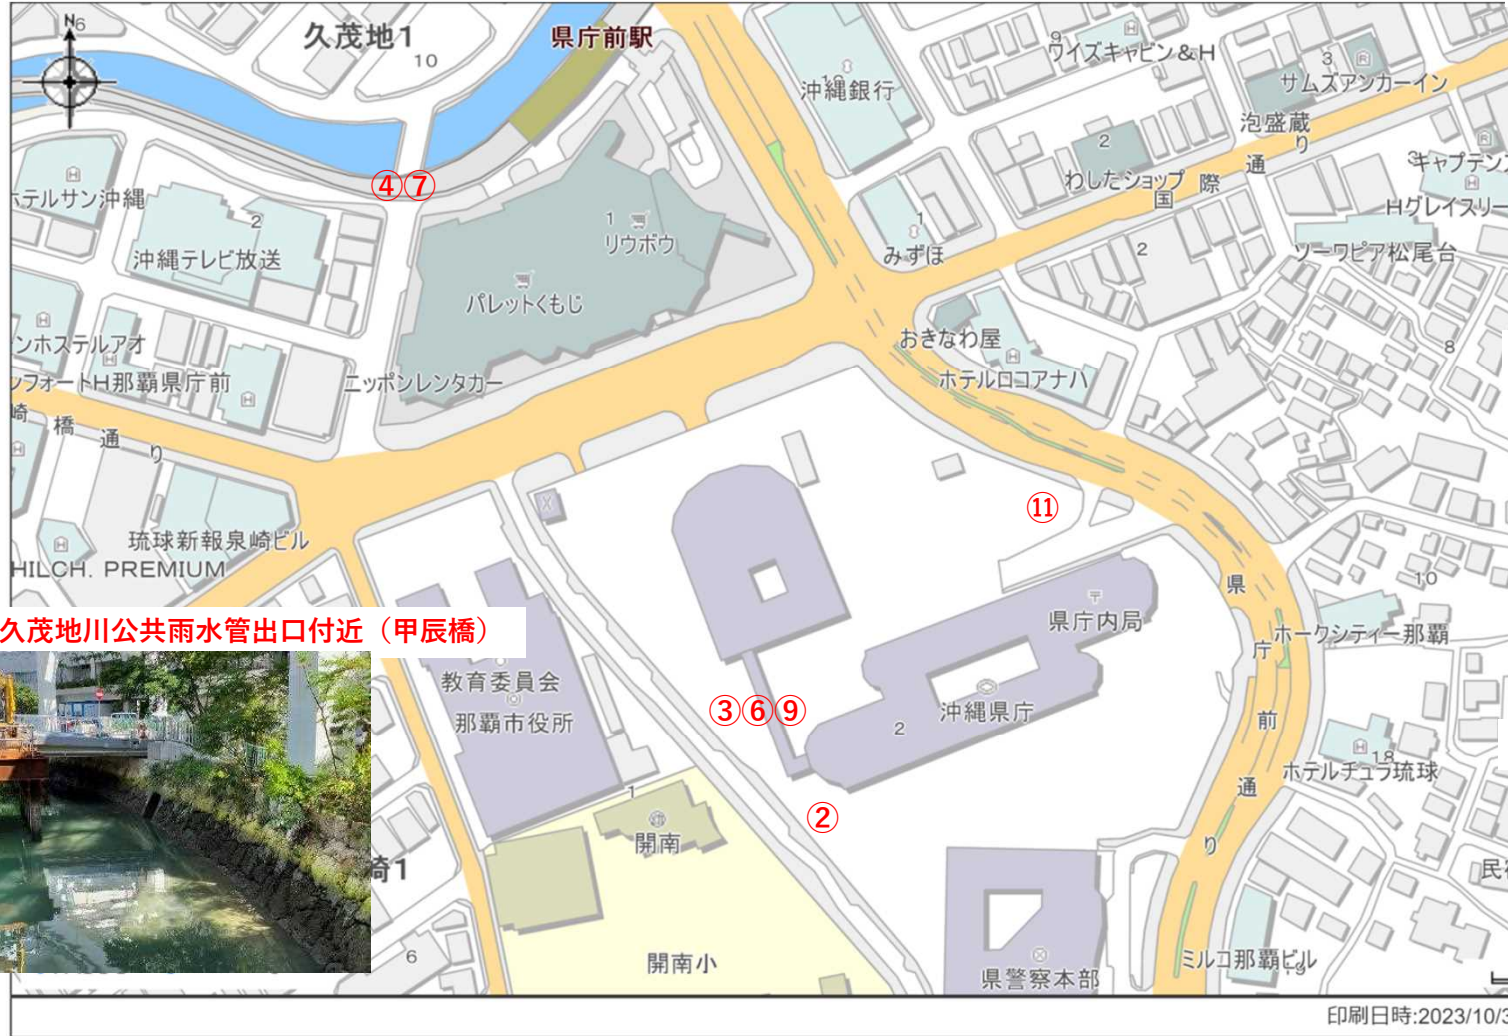 N 6
久茂地1
10
県庁前駅
沖縄銀行
ワイズキャビン&H
3
サムズアンカーイン
泡盛蔵
2
わしたショップ
国際通り
キャプテンズ
Hグレイスリー
ホテルサン沖縄
④⑦
2
沖縄テレビ放送
1
リウボウ
パレットくもじ
1
みずほ
2
ソーワピア松尾台
ンホステルアオ
ンフォートH那覇県庁前
ニッポンレンタカー
おきなわ屋
ホテルロコアナハ
8
崎橋通り
琉球新報泉崎ビル
HILCH. PREMIUM
⑪
県庁前通り
10
ホークシティー那覇
県庁内局
久茂地川公共雨水管出口付近（甲辰橋）
教育委員会
那覇市役所
③⑥⑨
沖縄県庁
2
18
ホテルチュラ琉球
②
1
開南
崎1
6
開南小
県警察本部
ミルコ那覇ビル
19
民
印刷日時:2023/10/3